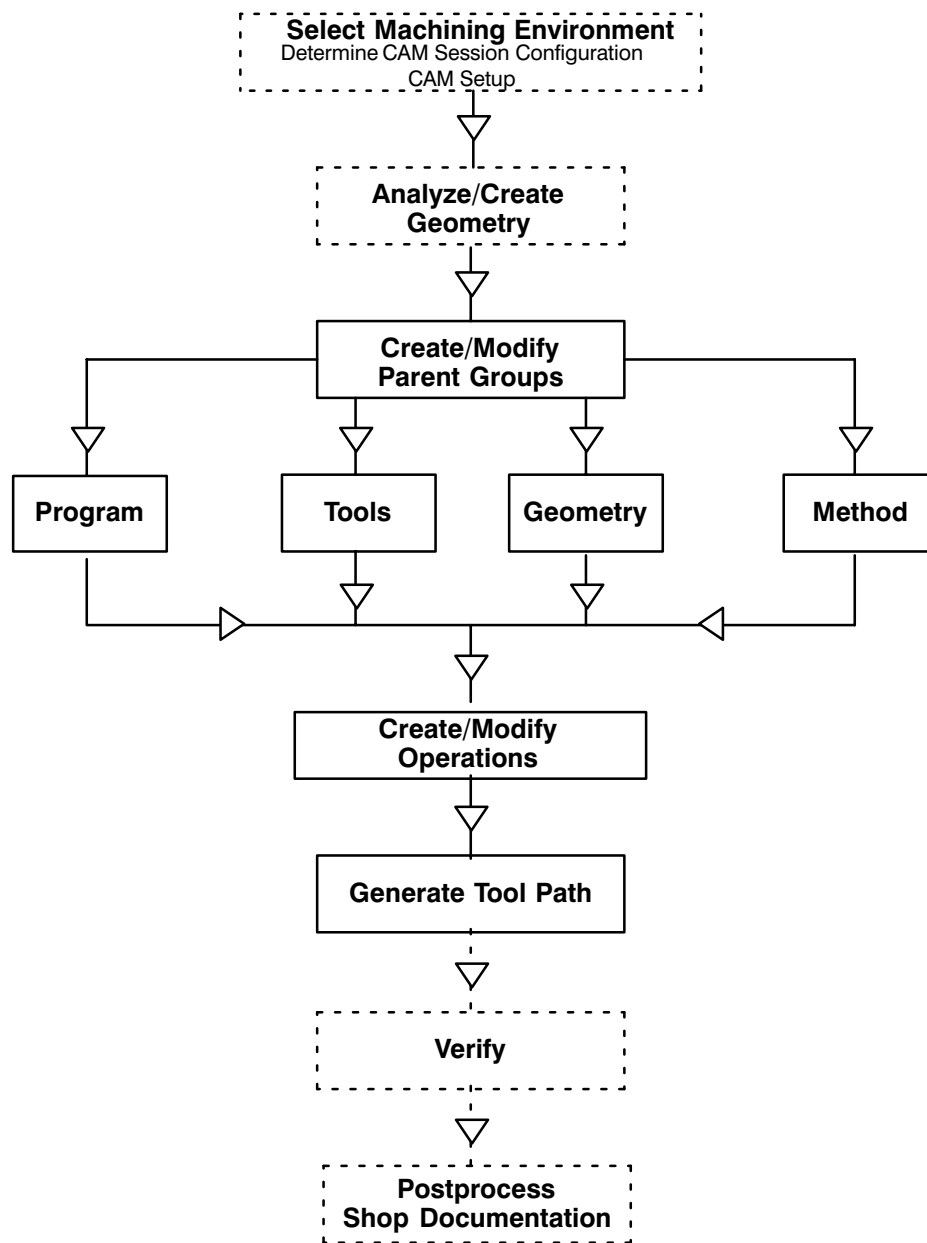 Select Machining Environment
Determine CAM Session Configuration
CAM Setup
Analyze/Create
Geometry
Create/Modify
Parent Groups
Program
Tools
Geometry
Method
Create/Modify
Operations
Generate Tool Path
Verify
Postprocess
Shop Documentation